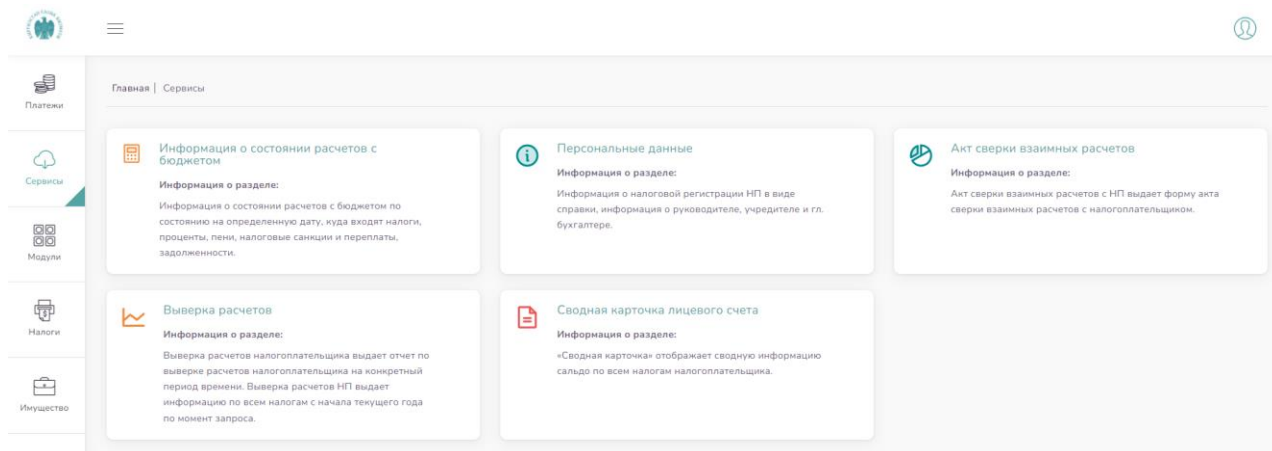 Главная | Сервисы
Платежи
Сервисы
Модули
Налоги
Имущество
Информация о состоянии расчетов с
бюджетом
Информация о разделе:
Информация о состоянии расчетов с бюджетом по
состоянию на определенную дату, куда входят налоги,
проценты, пени, налоговые санкции и переплаты,
задолженности.
Персональные данные
Информация о разделе:
Информация о налоговой регистрации НП в виде
справки, информация о руководителе, учредителе и гл.
бухгалтере.
Акт сверки взаимных расчетов
Информация о разделе:
Акт сверки взаимных расчетов с НП выдает форму акта
сверки взаимных расчетов с налогоплательщиком.
Выверка расчетов
Информация о разделе:
Выверка расчетов налогоплательщика выдает отчет по
выверке расчетов налогоплательщика на конкретный
период времени. Выверка расчетов НП выдает
информацию по всем налогам с начала текущего года
по момент запроса.
Сводная карточка лицевого счета
Информация о разделе:
«Сводная карточка» отображает сводную информацию
сальдо по всем налогам налогоплательщика.